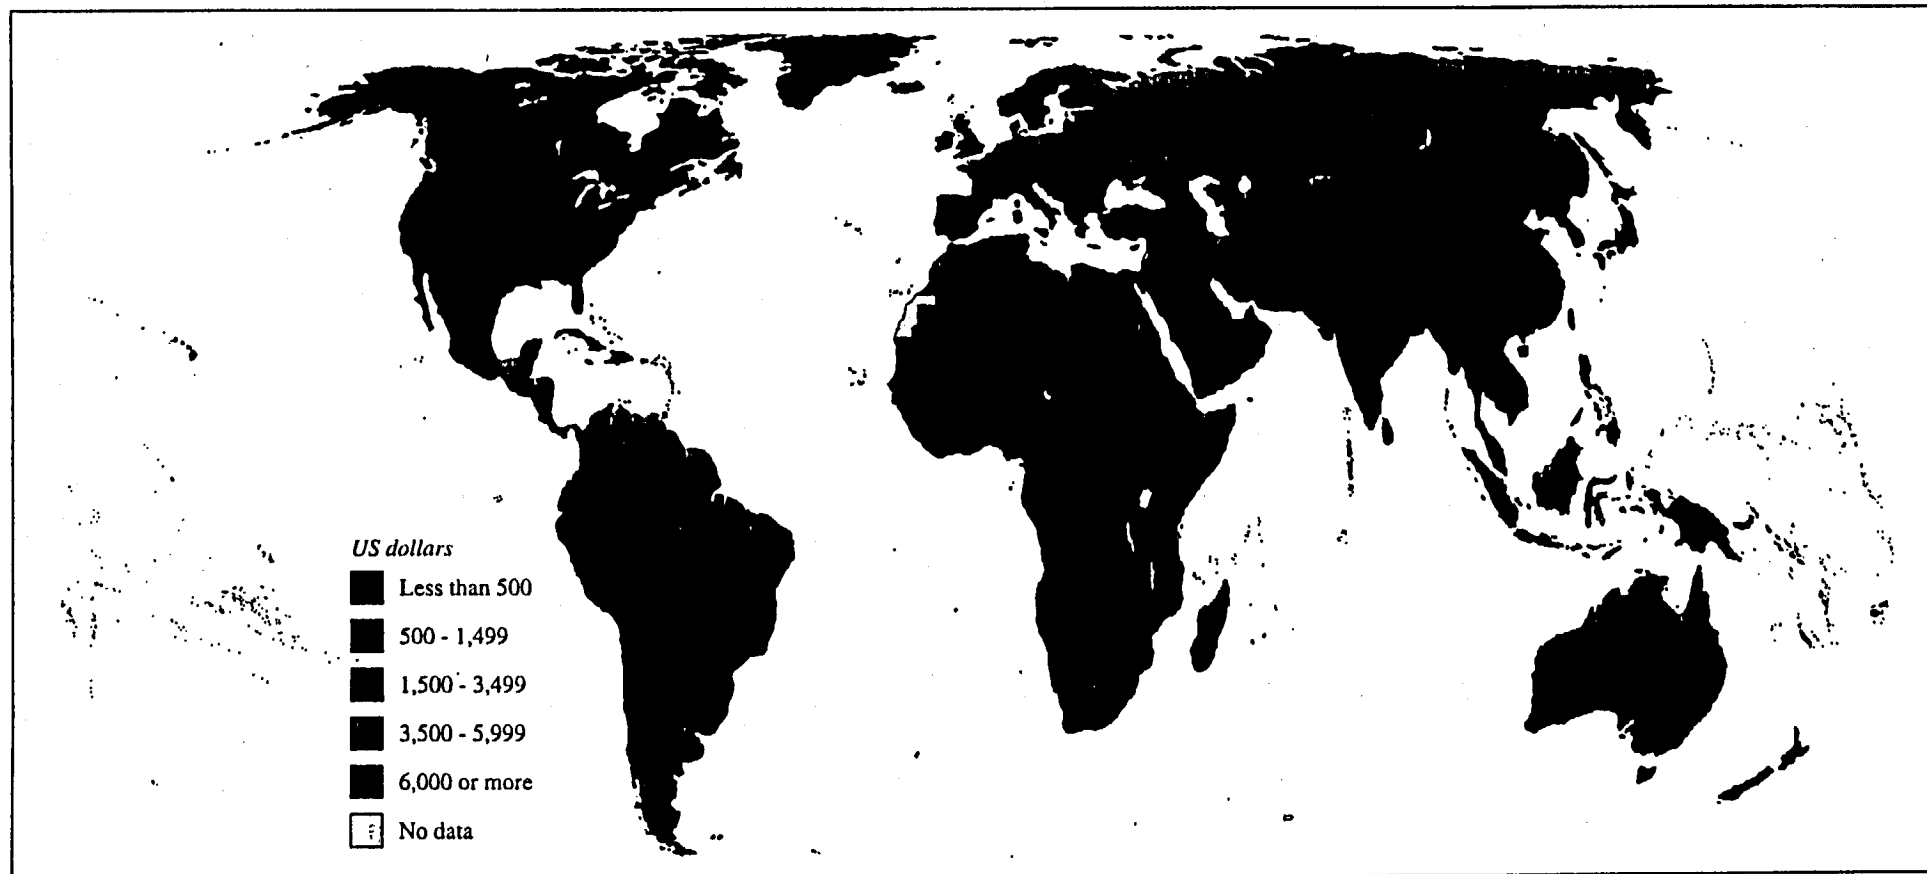 US dollars
Less than 500
500 - 1,499
1,500 - 3,499
3,500 - 5,999
6,000 or more
No data